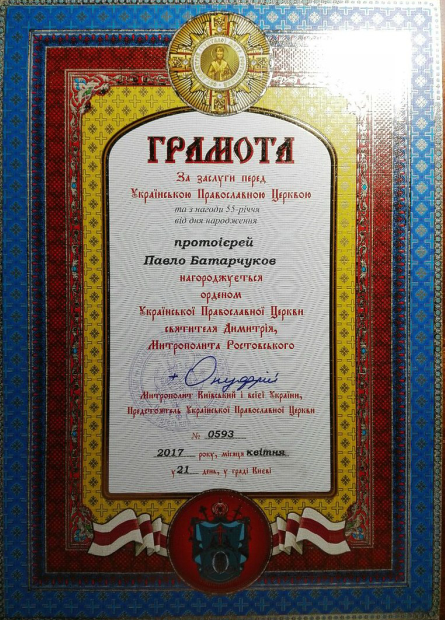 ГРАМОТА
За заслуги перед
Українською Православною Церквою
та з нагоди 55-річчя
від дня народження
протоієрей
Павло Батарчуков
нагороджується
орденом
Української Православної Церкви
святителя Димитрія,
Митрополита Ростовського
+ Онуфрій
Митрополит Київський і всієї України,
Предстоятель Української Православної Церкви
№ 0593
2017 року, місяця квітня
у 21 день, у граді Києві